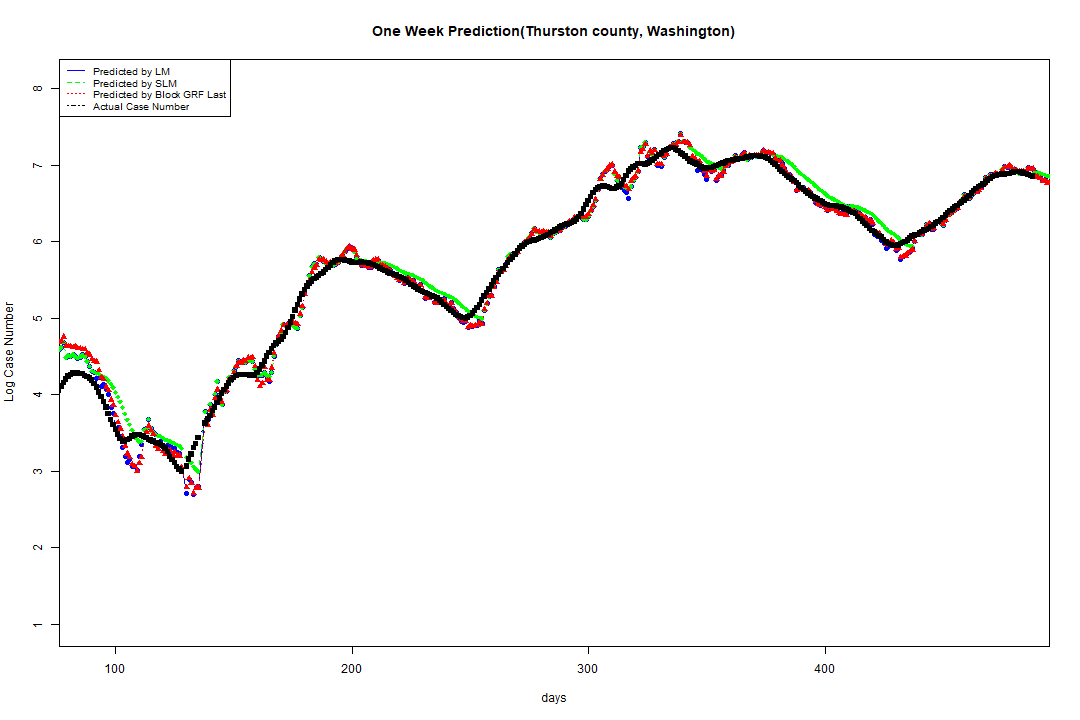 One Week Prediction(Thurston county, Washington)
Predicted by LM
Predicted by SLM
Predicted by Block GRF Last
Actual Case Number
8
7
6
5
4
3
2
1
Log Case Number
100 200 300 400
days